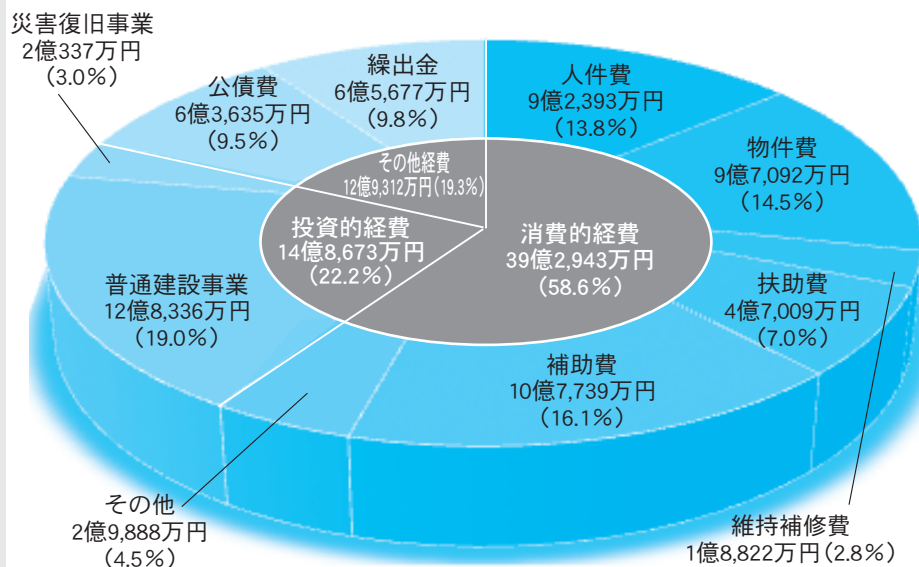 災害復旧事業
2億337万円
(3.0%)
公債費
6億3,635万円
(9.5%)
繰出金
6億5,677万円
(9.8%)
人件費
9億2,393万円
(13.8%)
物件費
9億7,092万円
(14.5%)
その他経費
12億9,312万円(19.3%)
投資的経費
14億8,673万円
(22.2%)
消費的経費
39億2,943万円
(58.6%)
普通建設事業
12億8,336万円
(19.0%)
扶助費
4億7,009万円
(7.0%)
補助費
10億7,739万円
(16.1%)
その他
2億9,888万円
(4.5%)
維持補修費
1億8,822万円(2.8%)